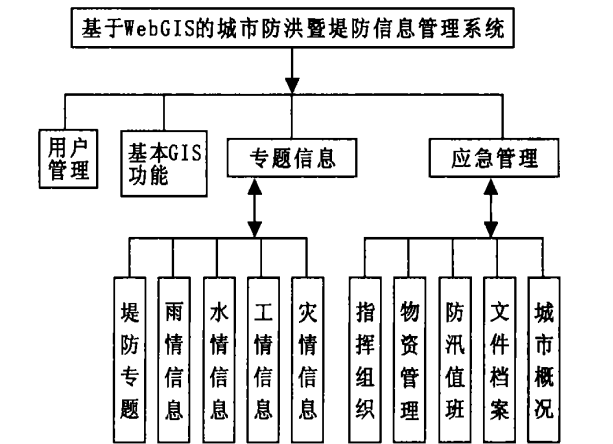 基于WebGIS的城市防洪暨堤防信息管理系统
用户
管理
基本GIS
功能
专题信息
应急管理
堤防专题
雨情信息
水情信息
工情信息
灾情信息
指挥组织
物资管理
防汛值班
文件档案
城市概况